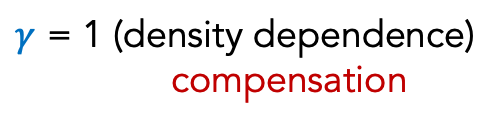 γ = 1 (density dependence)
compensation